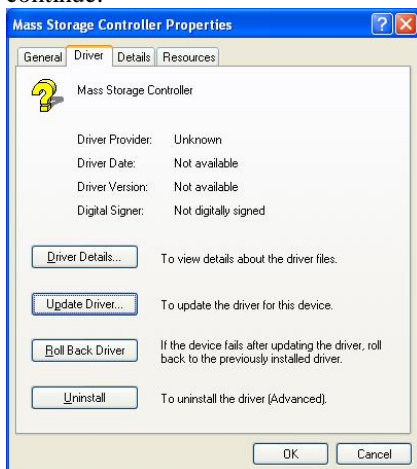 continue.
Mass Storage Controller Properties
General Driver Details Resources
Mass Storage Controller
Driver Provider: Unknown
Driver Date: Not available
Driver Version: Not available
Digital Signer: Not digitally signed
Driver Details... To view details about the driver files.
Update Driver... To update the driver for this device.
Roll Back Driver If the device fails after updating the driver, roll
back to the previously installed driver.
Uninstall To uninstall the driver (Advanced).
OK Cancel